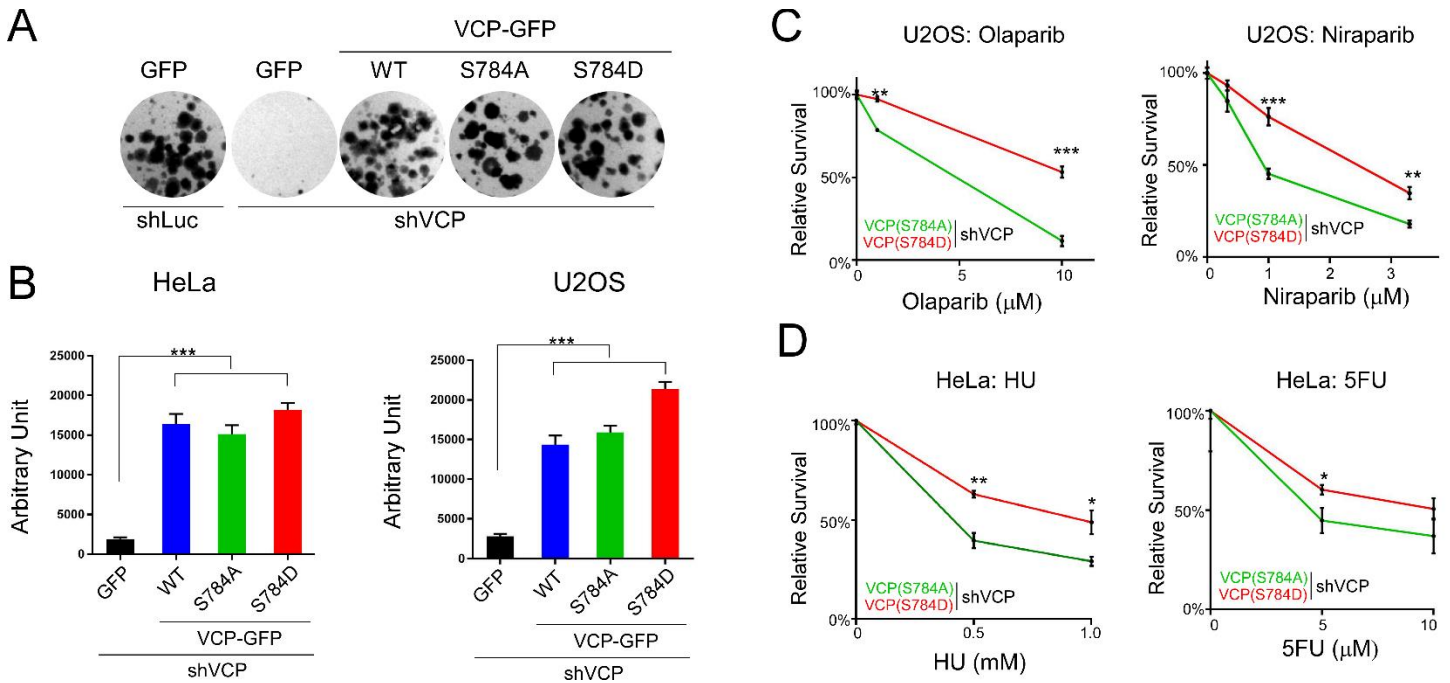 A
VCP-GFP
GFP GFP WT S784A S784D
shLuc shVCP
B
HeLa
Arbitrary Unit
25000
20000
15000
10000
5000
0
***
GFP WT S784A S784D
VCP-GFP
shVCP
U2OS
Arbitrary Unit
25000
20000
15000
10000
5000
0
***
GFP WT S784A S784D
VCP-GFP
shVCP
C
U2OS: Olaparib
Relative Survival
100%
50%
0%
**
***
VCP(S784A)
VCP(S784D)
shVCP
0 5 10
Olaparib (μM)
U2OS: Niraparib
Relative Survival
100%
50%
0%
***
**
VCP(S784A)
VCP(S784D)
shVCP
0 1 2 3
Niraparib (μM)
D
HeLa: HU
Relative Survival
100%
50%
0%
**
*
VCP(S784A)
VCP(S784D)
shVCP
0 0.5 1.0
HU (mM)
HeLa: 5FU
Relative Survival
100%
50%
0%
*
VCP(S784A)
VCP(S784D)
shVCP
0 5 10
5FU (μM)